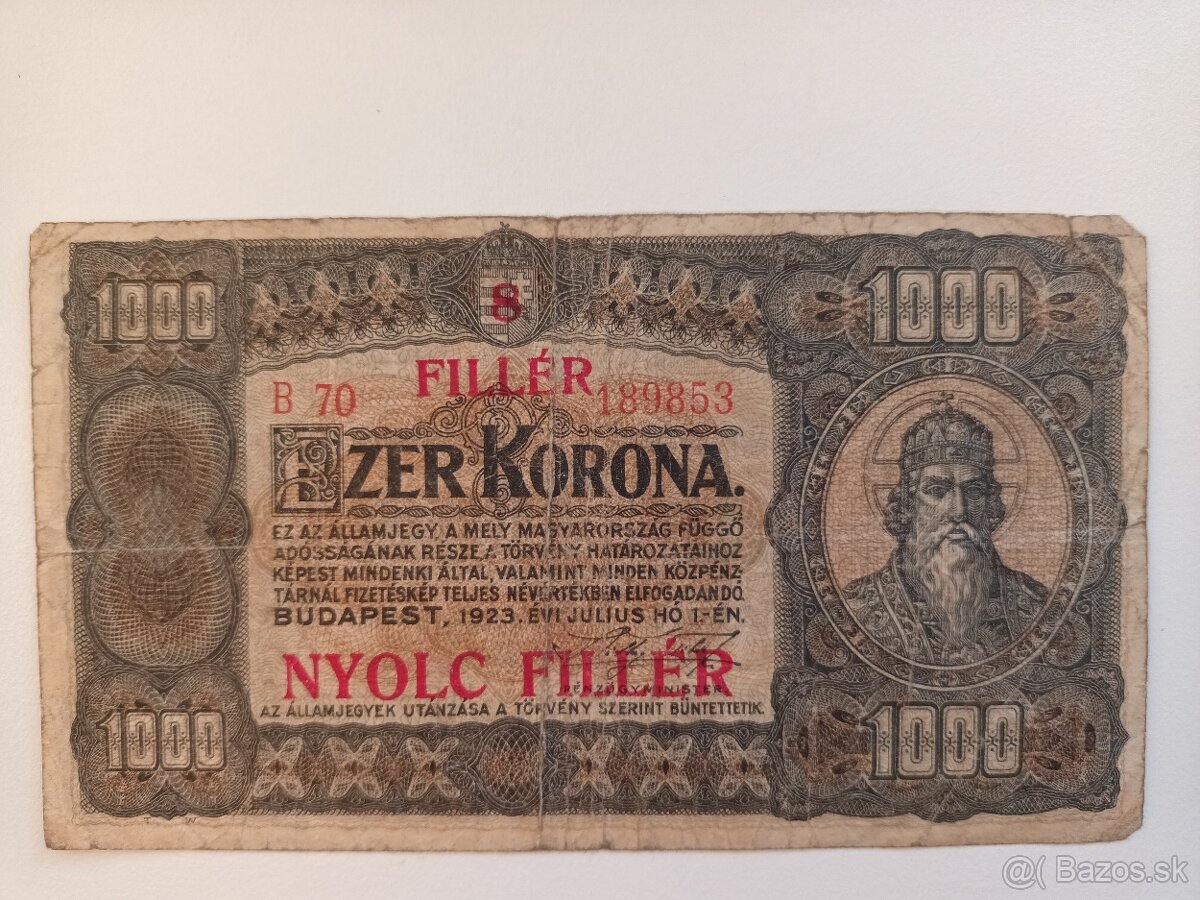 1000
8
1000
FILLÉR
B 70
189853
EZER KORONA.
EZ AZ ÁLLAMJEGY, A MELY MAGYARORSZÁG FÜGGŐ
ADÓSSÁGÁNAK RÉSZE, A TÖRVÉNY HATÁROZATAIHOZ
KÉPEST MINDENKI ÁLTAL, VALAMINT MINDEN KÖZPÉNZ-
TÁRNÁL FIZETÉSKÉP TELJES NÉVÉRTÉKBEN ELFOGADANDÓ.
BUDAPEST, 1923. ÉVI JULIUS HÓ 1.-ÉN.
NYOLC FILLÉR
PÉNZÜGYMINISTER.
AZ ÁLLAMJEGYEK UTÁNZÁSA A TÖRVÉNY SZERINT BÜNTETTETIK.
1000
1000
T W
@( Bazos.sk